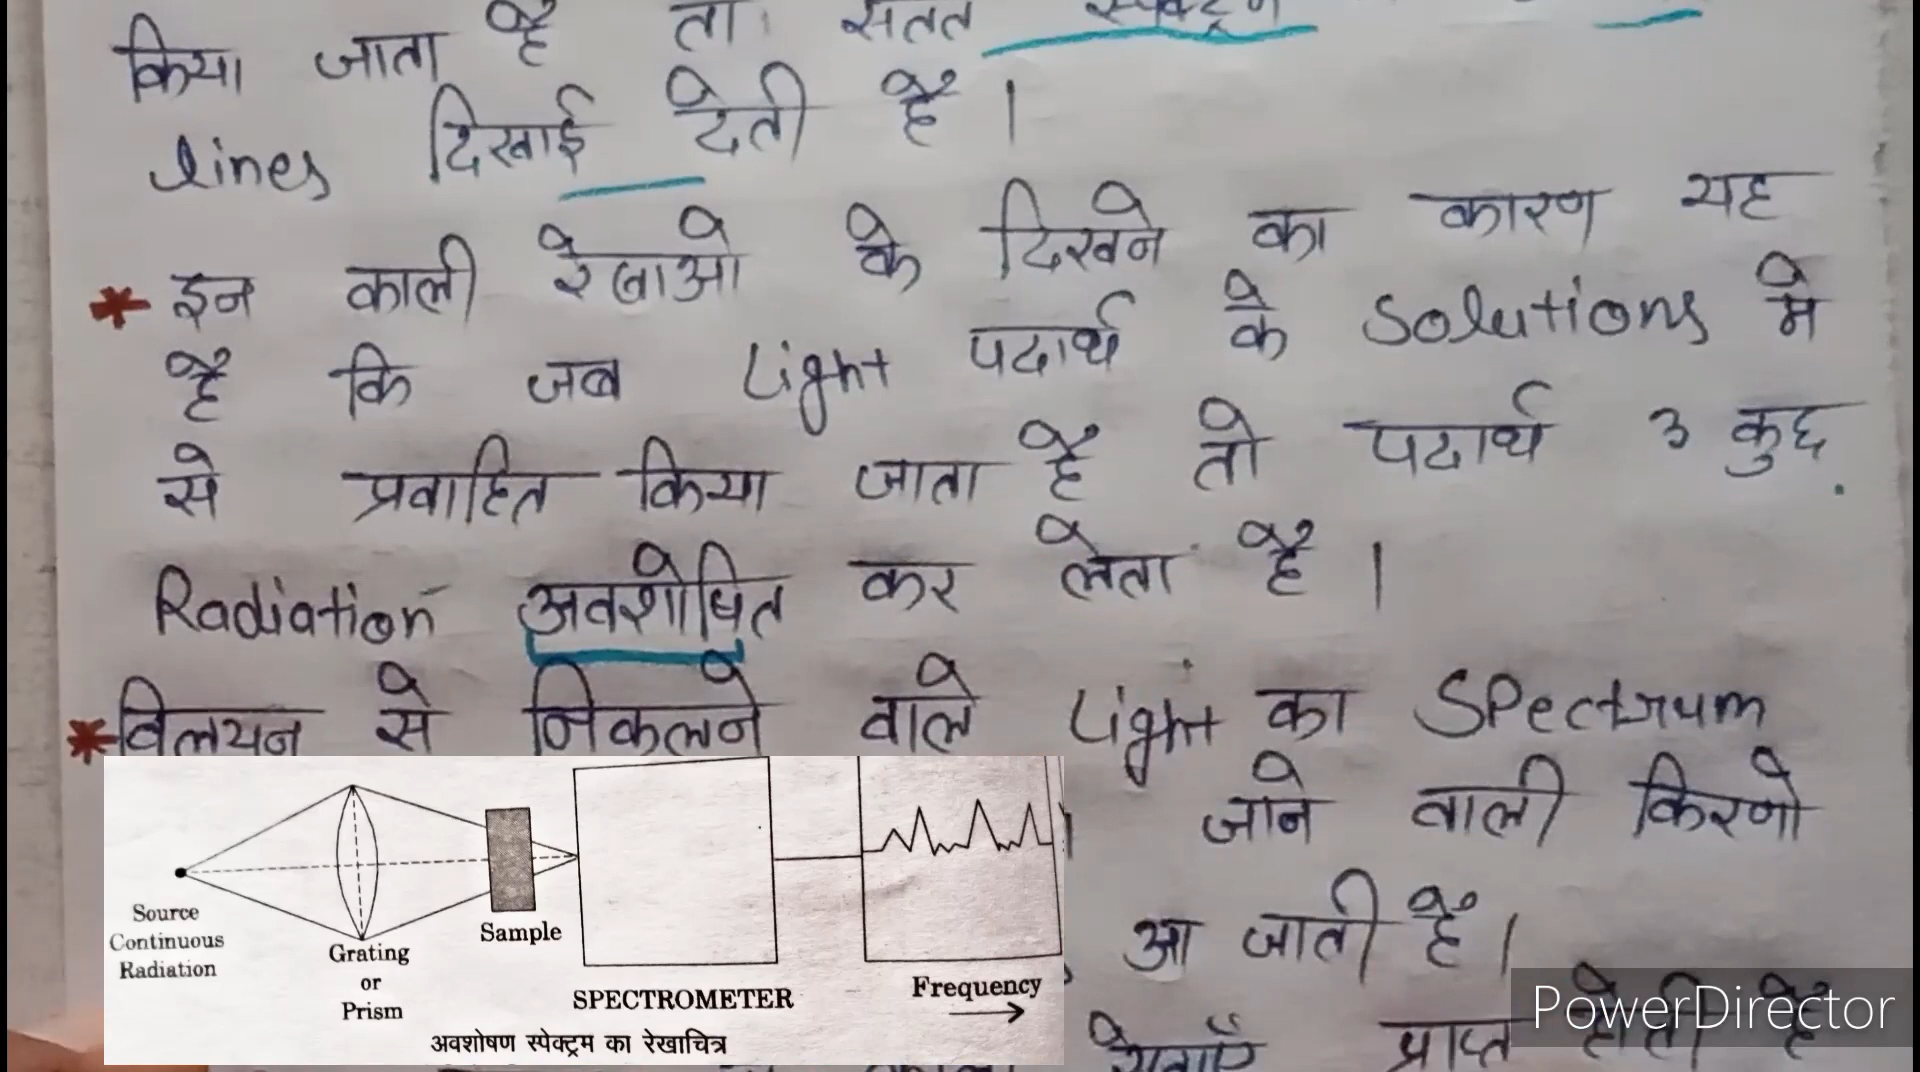 किया जाता है तो सतत स्पेक्ट्रम
lines दिखाई देती है ।
* इन काली रेखाओ के दिखने का कारण यह
है कि जब light पदार्थ के solutions मे
से प्रवाहित किया जाता है तो पदार्थ उ कुछ
Radiation अवशोषित कर लेता है ।
* विलयन से निकलने वाले light का Spectrum
जाने वाली किरणो
आ जाती है ।
रेखाएँ प्राप्त होती है
Source
Continuous
Radiation
Grating
or
Prism
Sample
SPECTROMETER
Frequency
अवशोषण स्पेक्ट्रम का रेखाचित्र
PowerDirector